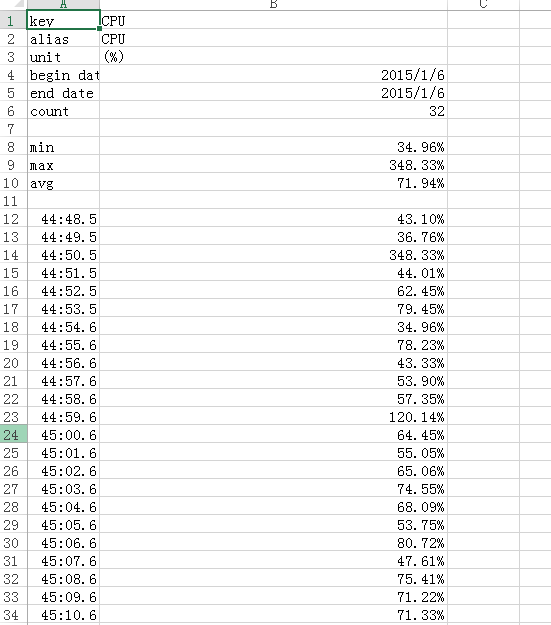 A B C
1 key CPU
2 alias CPU
3 unit (%)
4 begin dat 2015/1/6
5 end date 2015/1/6
6 count 32
7
8 min 34.96%
9 max 348.33%
10 avg 71.94%
11
12 44:48.5 43.10%
13 44:49.5 36.76%
14 44:50.5 348.33%
15 44:51.5 44.01%
16 44:52.5 62.45%
17 44:53.5 79.45%
18 44:54.6 34.96%
19 44:55.6 78.23%
20 44:56.6 43.33%
21 44:57.6 53.90%
22 44:58.6 57.35%
23 44:59.6 120.14%
24 45:00.6 64.45%
25 45:01.6 55.05%
26 45:02.6 65.06%
27 45:03.6 74.55%
28 45:04.6 68.09%
29 45:05.6 53.75%
30 45:06.6 80.72%
31 45:07.6 47.61%
32 45:08.6 75.41%
33 45:09.6 71.22%
34 45:10.6 71.33%